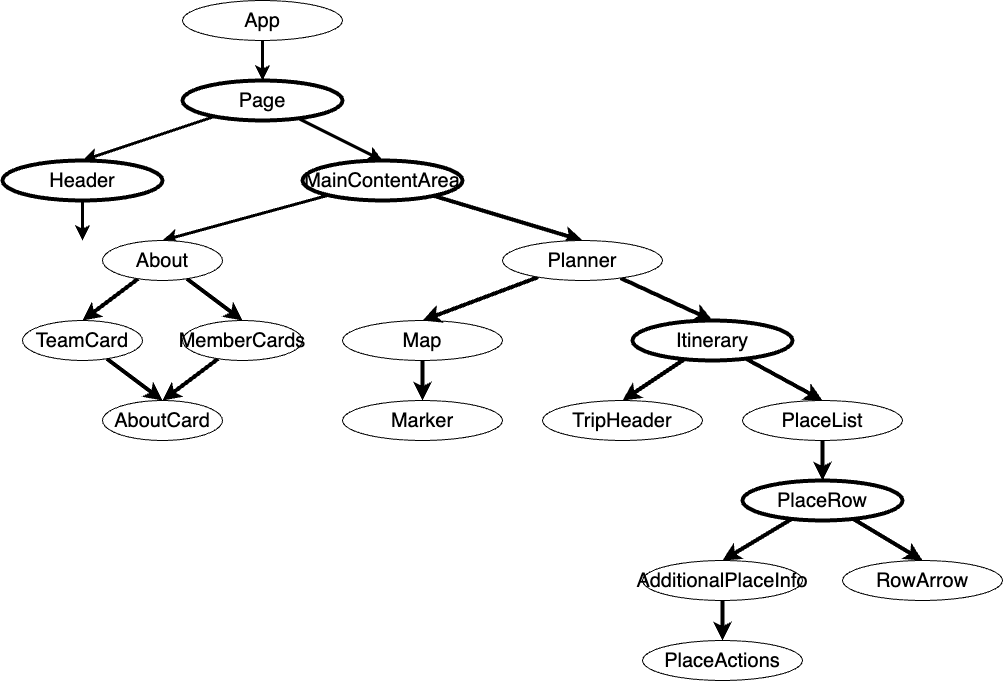 App
Page
Header
MainContentArea
About
Planner
TeamCard
MemberCards
Map
Itinerary
AboutCard
Marker
TripHeader
PlaceList
PlaceRow
AdditionalPlaceInfo
RowArrow
PlaceActions